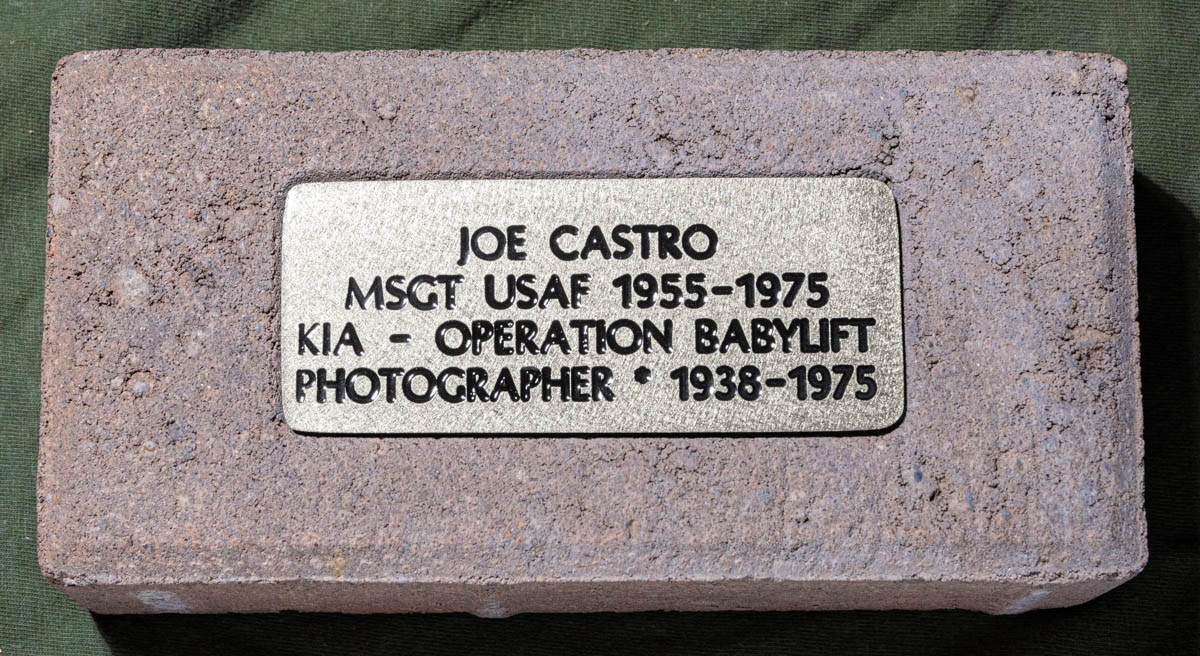 JOE CASTRO
MSGT USAF 1955-1975
KIA - OPERATION BABYLIFT
PHOTOGRAPHER * 1938-1975